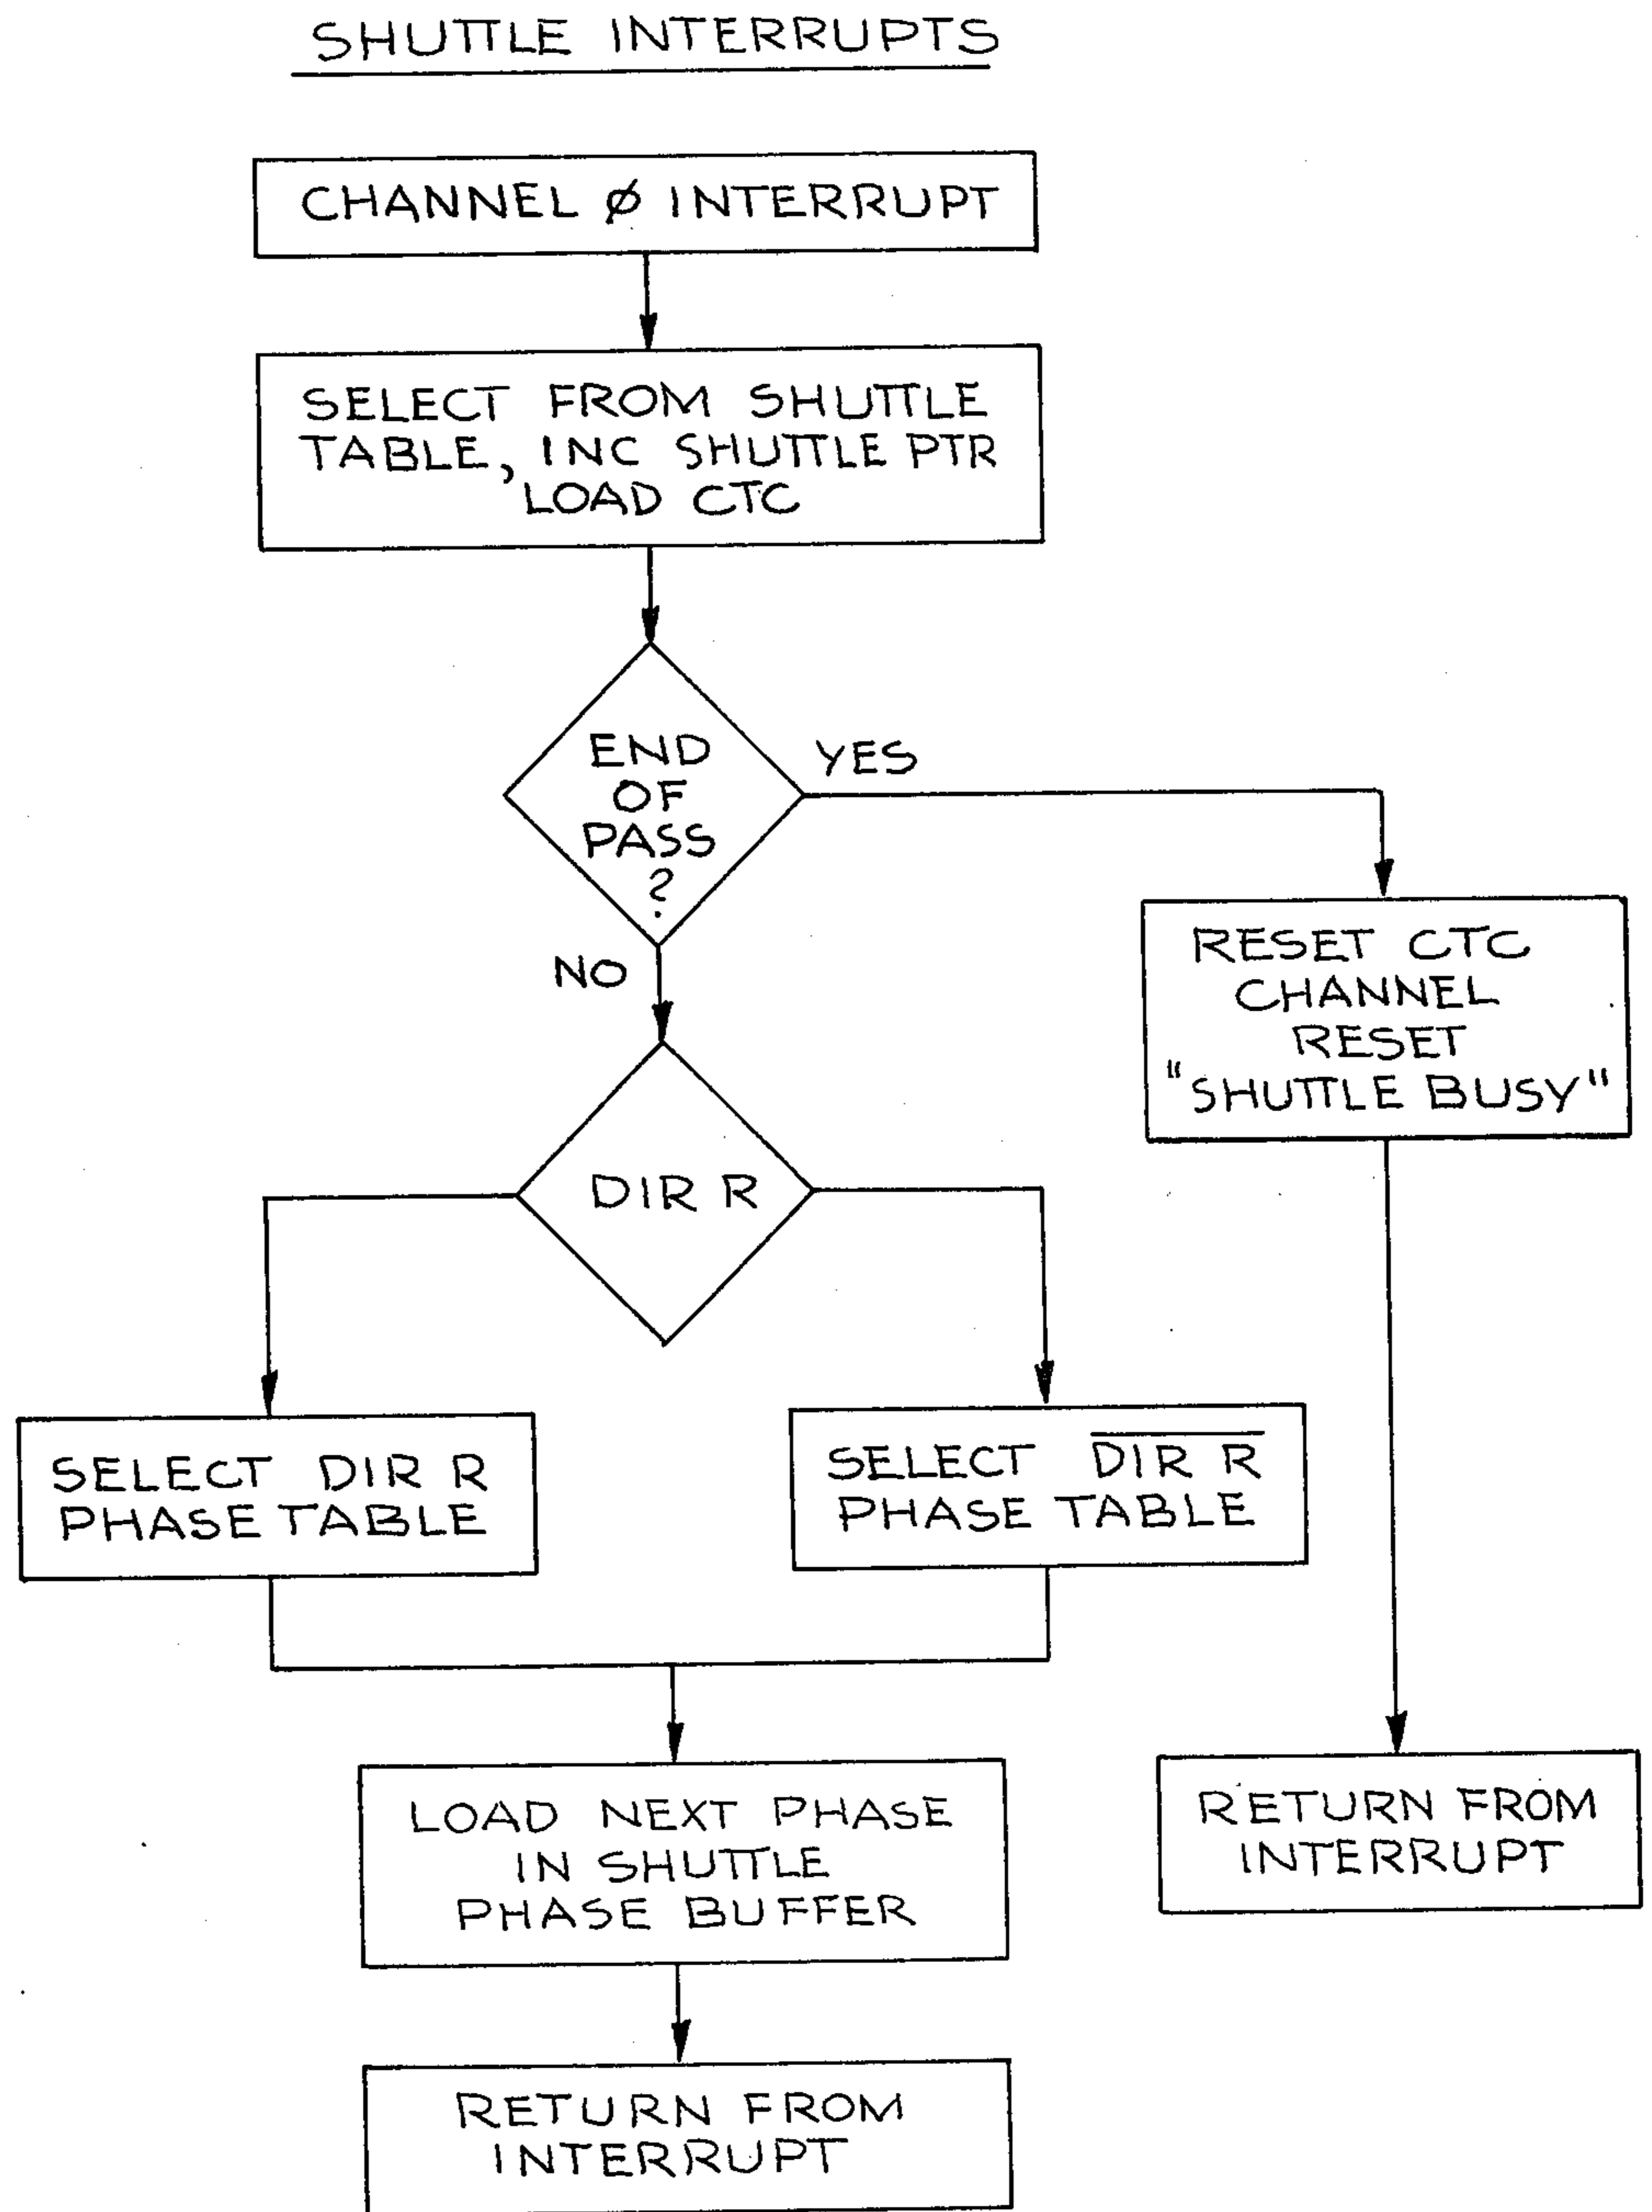 SHUTTLE INTERRUPTS
CHANNEL Ø INTERRUPT
SELECT FROM SHUTTLE
TABLE, INC SHUTTLE PTR
LOAD CTC
END
OF
PASS
?
YES
NO
RESET CTC
CHANNEL
RESET
"SHUTTLE BUSY"
DIR R
SELECT DIR R
PHASE TABLE
SELECT D̅I̅R̅ ̅R̅
PHASE TABLE
LOAD NEXT PHASE
IN SHUTTLE
PHASE BUFFER
RETURN FROM
INTERRUPT
RETURN FROM
INTERRUPT